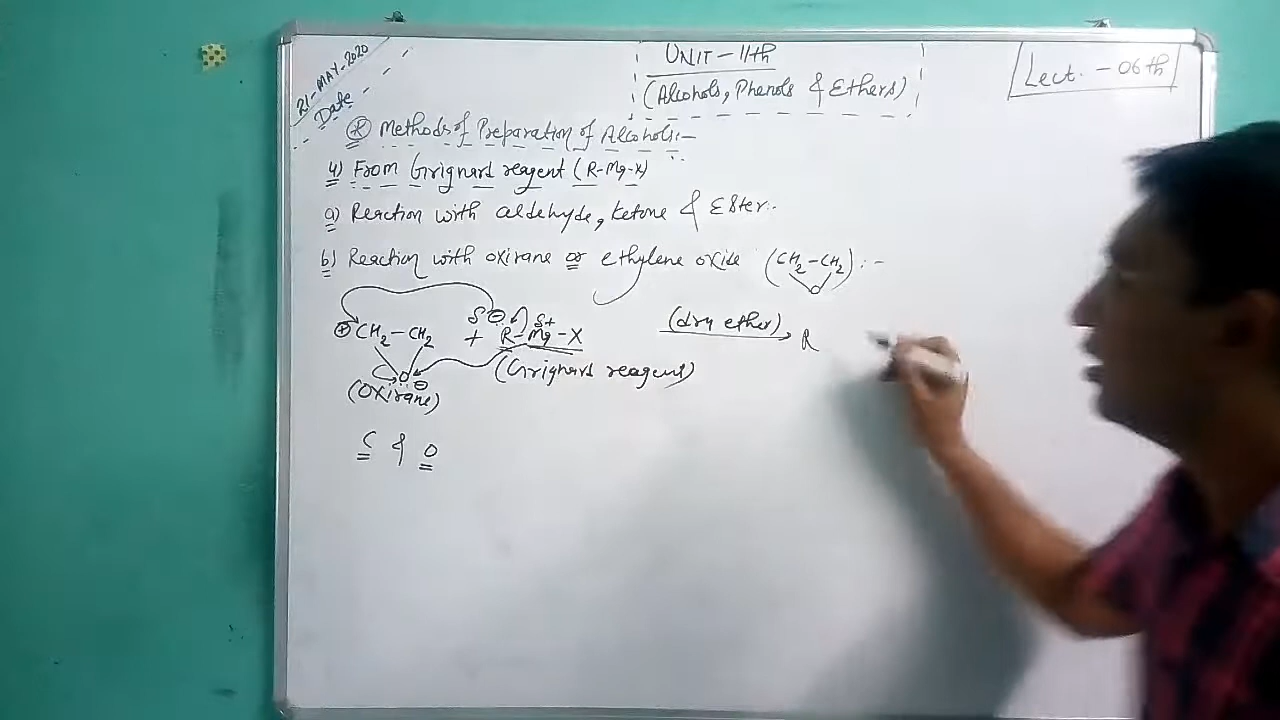 21-MAY-2020
Date
UNIT-11th
(Alcohols, Phenols & Ethers)
Lect. - 06th
* Methods of Preparation of Alcohols:-
4) From Grignard reagent (R-Mg-X)
a) Reaction with aldehyde, ketone & Ester:.
b) Reaction with oxirane or ethylene oxide (CH2-CH2) :-
O
δ⊖ δ+
⊕CH2-CH2 + R-Mg-X (dry ether) R
O ⊖ (Grignard reagent)
(Oxirane)
C & O